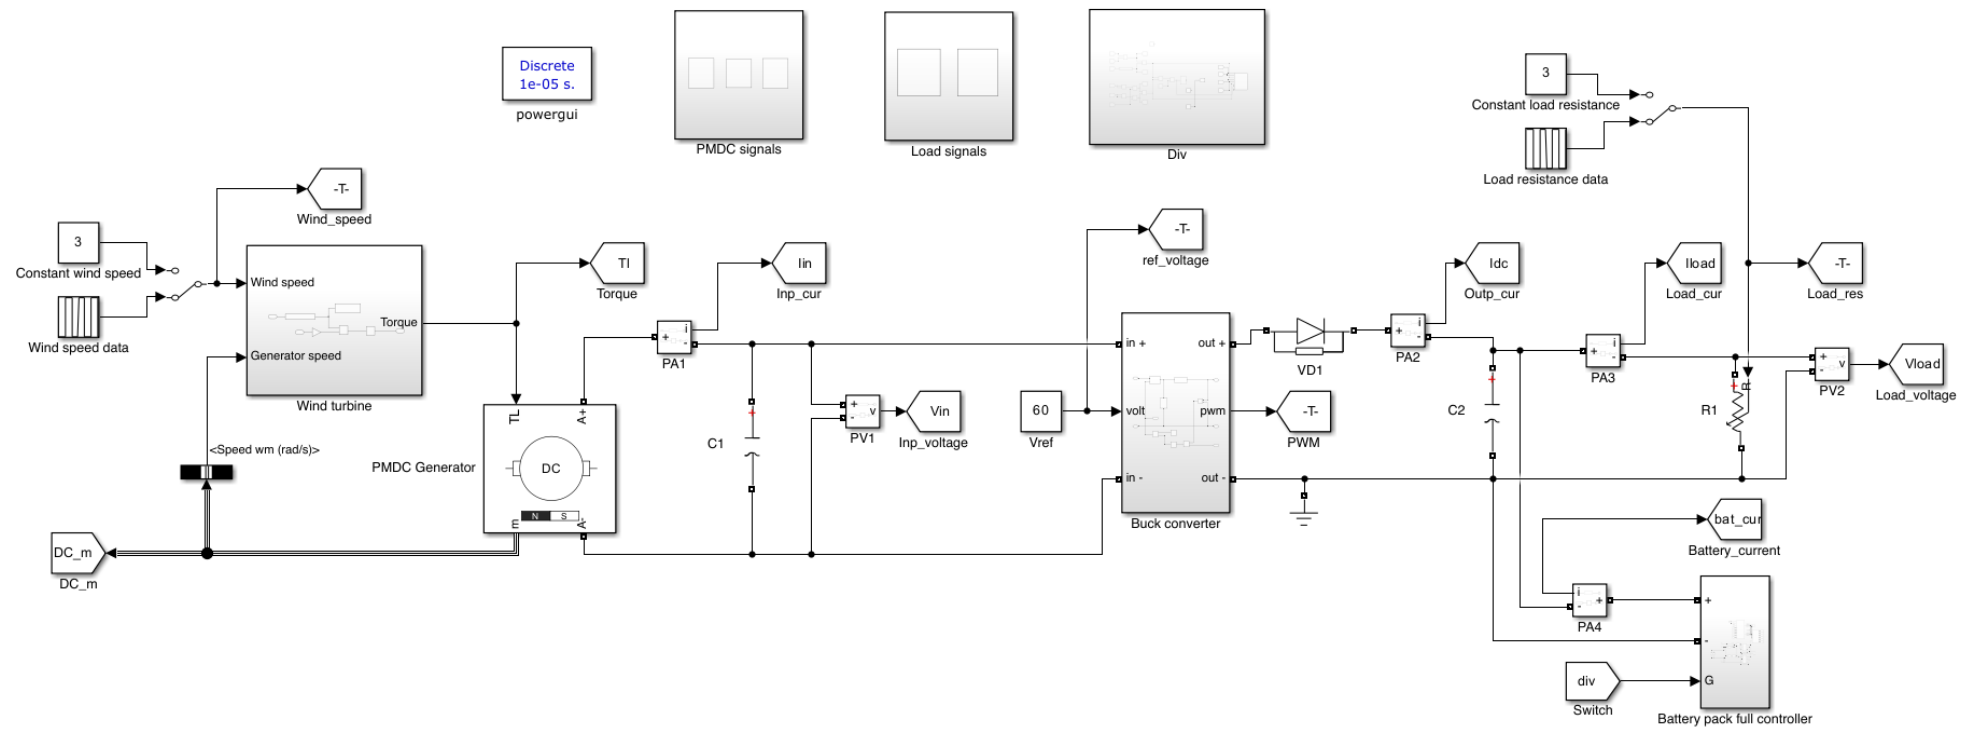 Discrete
1e-05 s.
powergui
PMDC signals
Load signals
Div
3
Constant load resistance
Load resistance data
-T-
Wind_speed
3
Constant wind speed
Wind speed data
Wind speed
Torque
Generator speed
Wind turbine
Tl
Torque
Iin
Inp_cur
-T-
ref_voltage
Idc
Outp_cur
Iload
Load_cur
-T-
Load_res
+
i
-
PA1
in +
out +
VD1
+
i
-
PA2
+
i
-
PA3
+
v
-
PV2
Vload
Load_voltage
<Speed wm (rad/s)>
PMDC Generator
TL
A+
DC
N S
m
A-
+
C1
+
v
-
PV1
Vin
Inp_voltage
60
Vref
volt
pwm
-T-
PWM
in -
out -
Buck converter
+
C2
+
R
R1
DC_m
DC_m
bat_cur
Battery_current
i
+
-
PA4
+
-
G
div
Switch
Battery pack full controller